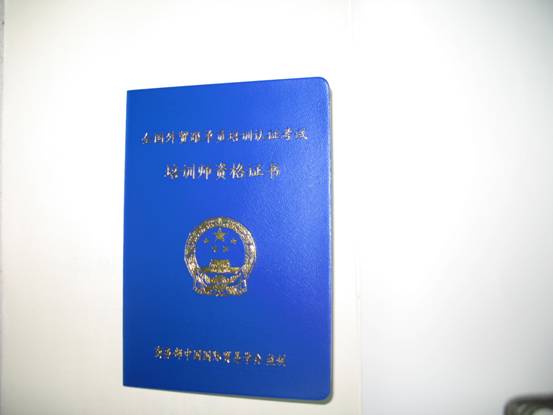 全国外贸跟单员培训认证考试
培训师资格证书
商务部中国国际贸易学会监制